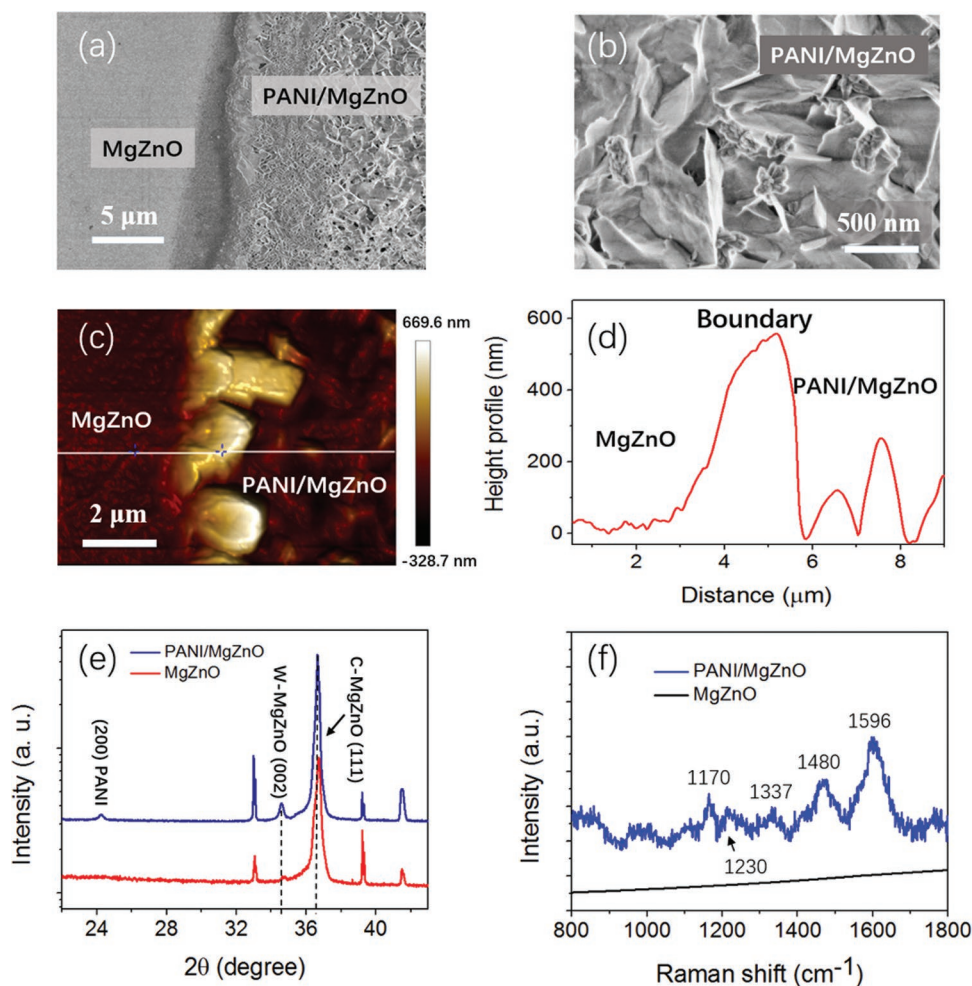 (a)
PANI/MgZnO
MgZnO
5 μm
(b)
PANI/MgZnO
500 nm
(c)
MgZnO
PANI/MgZnO
2 μm
669.6 nm
-328.7 nm
Height profile (nm)
600
400
200
0
Boundary
(d)
PANI/MgZnO
MgZnO
2 4 6 8
Distance (μm)
Intensity (a. u.)
(e)
PANI/MgZnO
MgZnO
(200) PANI
W-MgZnO (002)
C-MgZnO (111)
24 30 36 40
2θ (degree)
Intensity (a.u.)
(f)
PANI/MgZnO
MgZnO
1170
1230
1337
1480
1596
800 1000 1200 1400 1600 1800
Raman shift (cm⁻¹)